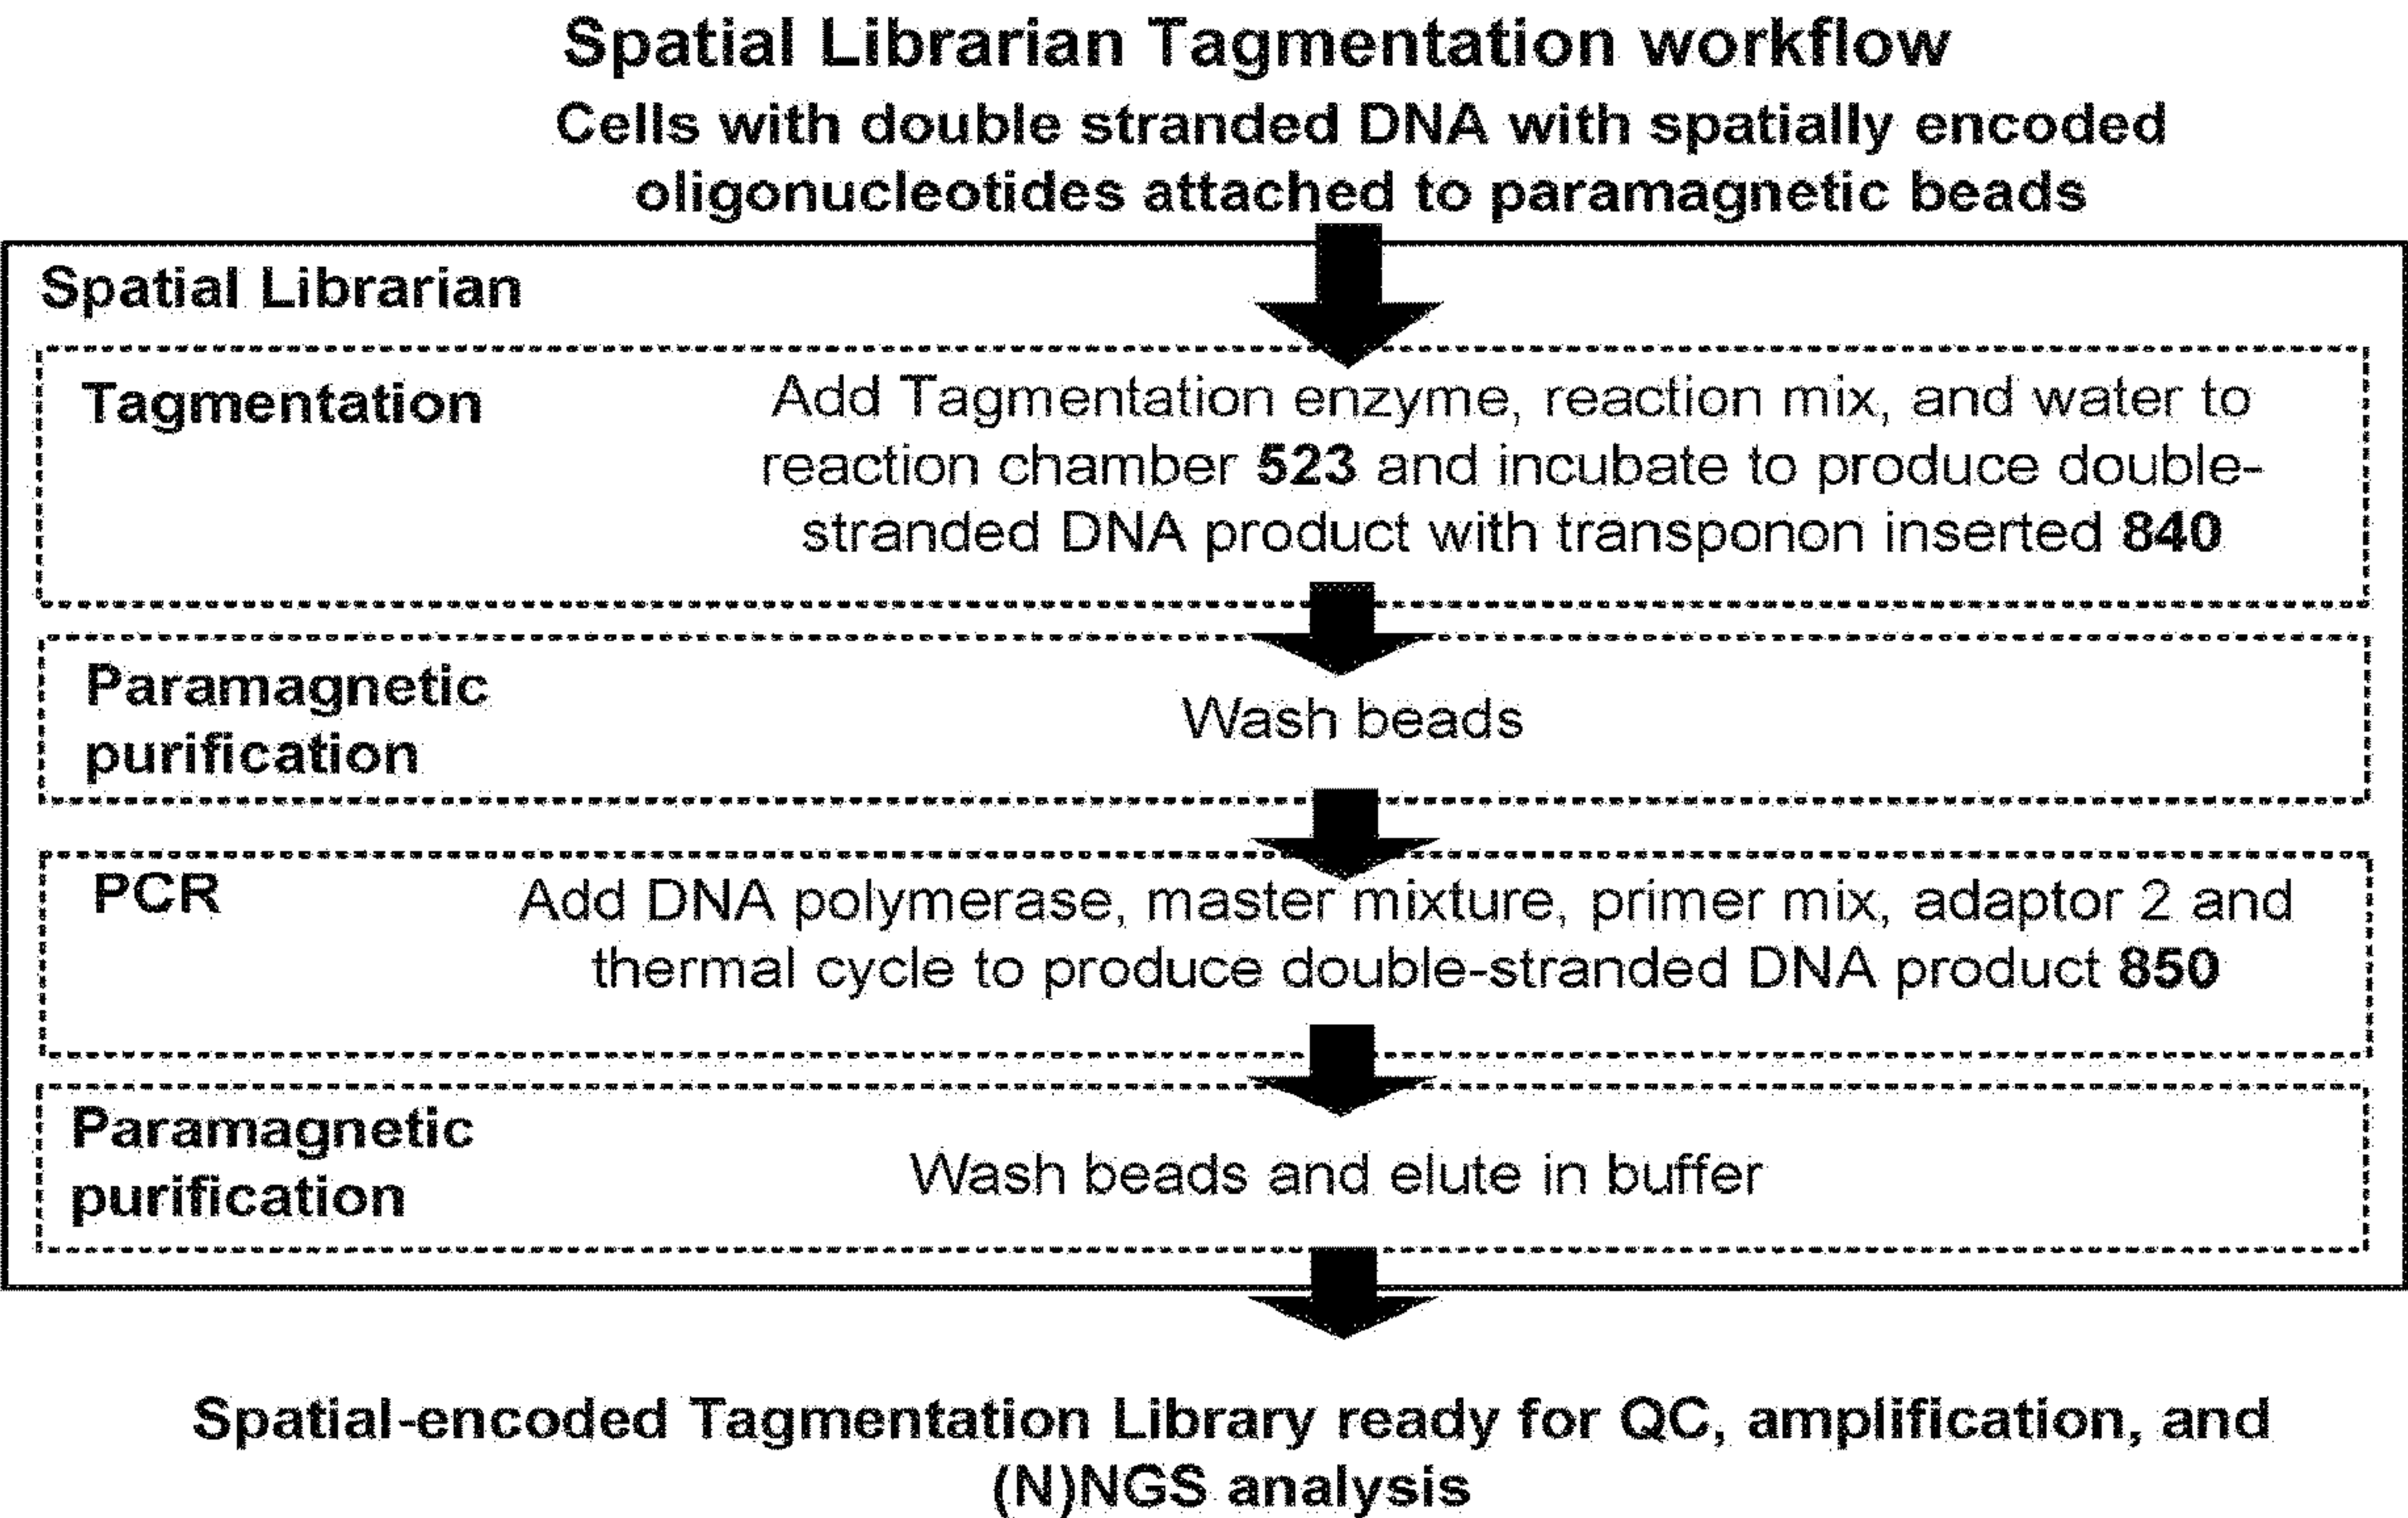 Spatial Librarian Tagmentation workflow
Cells with double stranded DNA with spatially encoded
oligonucleotides attached to paramagnetic beads
Spatial Librarian
Tagmentation
Add Tagmentation enzyme, reaction mix, and water to
reaction chamber 523 and incubate to produce double-
stranded DNA product with transponon inserted 840
Paramagnetic
purification
Wash beads
PCR
Add DNA polymerase, master mixture, primer mix, adaptor 2 and
thermal cycle to produce double-stranded DNA product 850
Paramagnetic
purification
Wash beads and elute in buffer
Spatial-encoded Tagmentation Library ready for QC, amplification, and
(N)NGS analysis